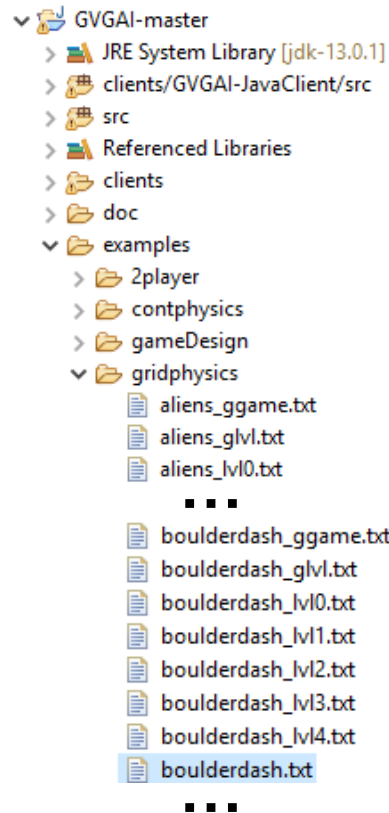 GVGAI-master
JRE System Library [jdk-13.0.1]
clients/GVGAI-JavaClient/src
src
Referenced Libraries
clients
doc
examples
2player
contphysics
gameDesign
gridphysics
aliens_ggame.txt
aliens_glvl.txt
aliens_lvl0.txt
...
boulderdash_ggame.txt
boulderdash_glvl.txt
boulderdash_lvl0.txt
boulderdash_lvl1.txt
boulderdash_lvl2.txt
boulderdash_lvl3.txt
boulderdash_lvl4.txt
boulderdash.txt
...